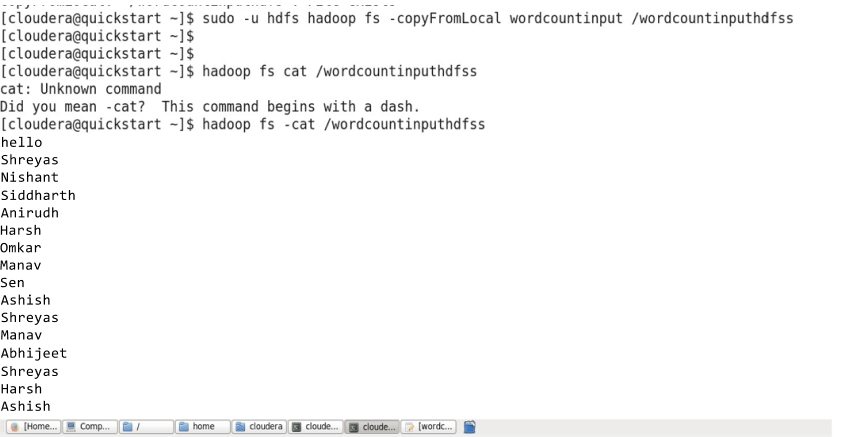 [cloudera@quickstart ~]$ sudo -u hdfs hadoop fs -copyFromLocal wordcountinput /wordcountinputhdfss
[cloudera@quickstart ~]$
[cloudera@quickstart ~]$
[cloudera@quickstart ~]$ hadoop fs cat /wordcountinputhdfss
cat: Unknown command
Did you mean -cat?  This command begins with a dash.
[cloudera@quickstart ~]$ hadoop fs -cat /wordcountinputhdfss
hello
Shreyas
Nishant
Siddharth
Anirudh
Harsh
Omkar
Manav
Sen
Ashish
Shreyas
Manav
Abhijeet
Shreyas
Harsh
Ashish
[Home... Comp... / home cloudera cloude... cloude... [wordc...